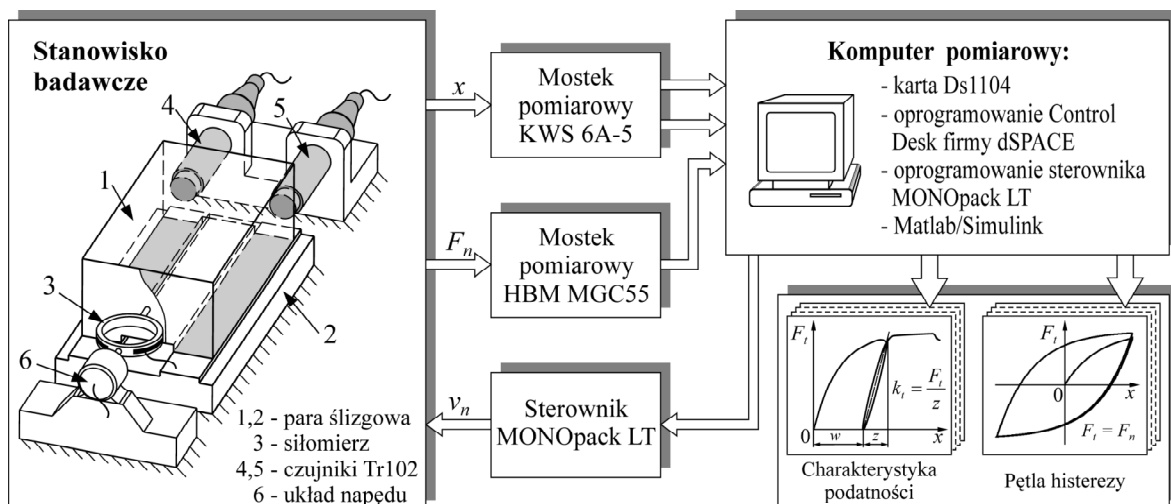 Stanowisko
badawcze
4
5
1
3
2
6
1,2 - para ślizgowa
3 - siłomierz
4,5 - czujniki Tr102
6 - układ napędu
x
Mostek
pomiarowy
KWS 6A-5
F_n
Mostek
pomiarowy
HBM MGC55
v_n
Sterownik
MONOpack LT
Komputer pomiarowy:
- karta Ds1104
- oprogramowanie Control
Desk firmy dSPACE
- oprogramowanie sterownika
MONOpack LT
- Matlab/Simulink
F_t
k_t = F_t/z
0
w
z
x
Charakterystyka
podatności
F_t
0
x
F_t = F_n
Pętla histerezy